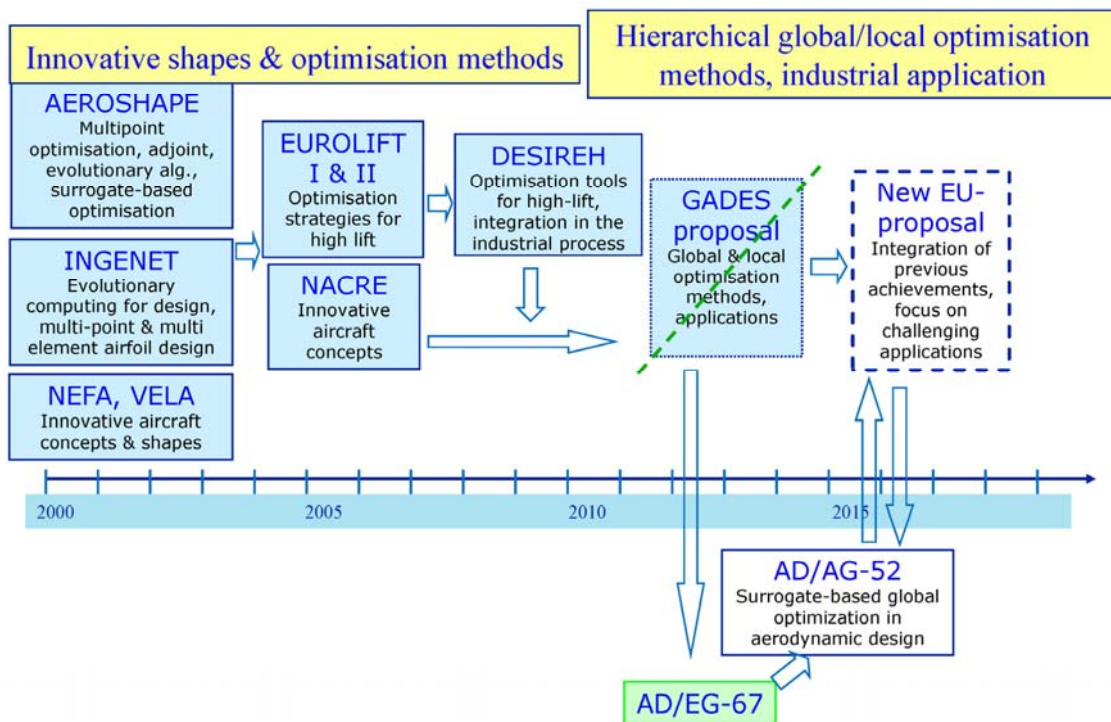 Innovative shapes & optimisation methods
Hierarchical global/local optimisation
methods, industrial application
AEROSHAPE
Multipoint
optimisation, adjoint,
evolutionary alg.,
surrogate-based
optimisation
INGENET
Evolutionary
computing for design,
multi-point & multi
element airfoil design
NEFA, VELA
Innovative aircraft
concepts & shapes
EUROLIFT
I & II
Optimisation
strategies for
high lift
NACRE
Innovative
aircraft
concepts
DESIREH
Optimisation tools
for high-lift,
integration in the
industrial process
GADES
proposal
Global & local
optimisation
methods,
applications
New EU-
proposal
Integration of
previous
achievements,
focus on
challenging
applications
2000
2005
2010
2015
AD/AG-52
Surrogate-based global
optimization in
aerodynamic design
AD/EG-67